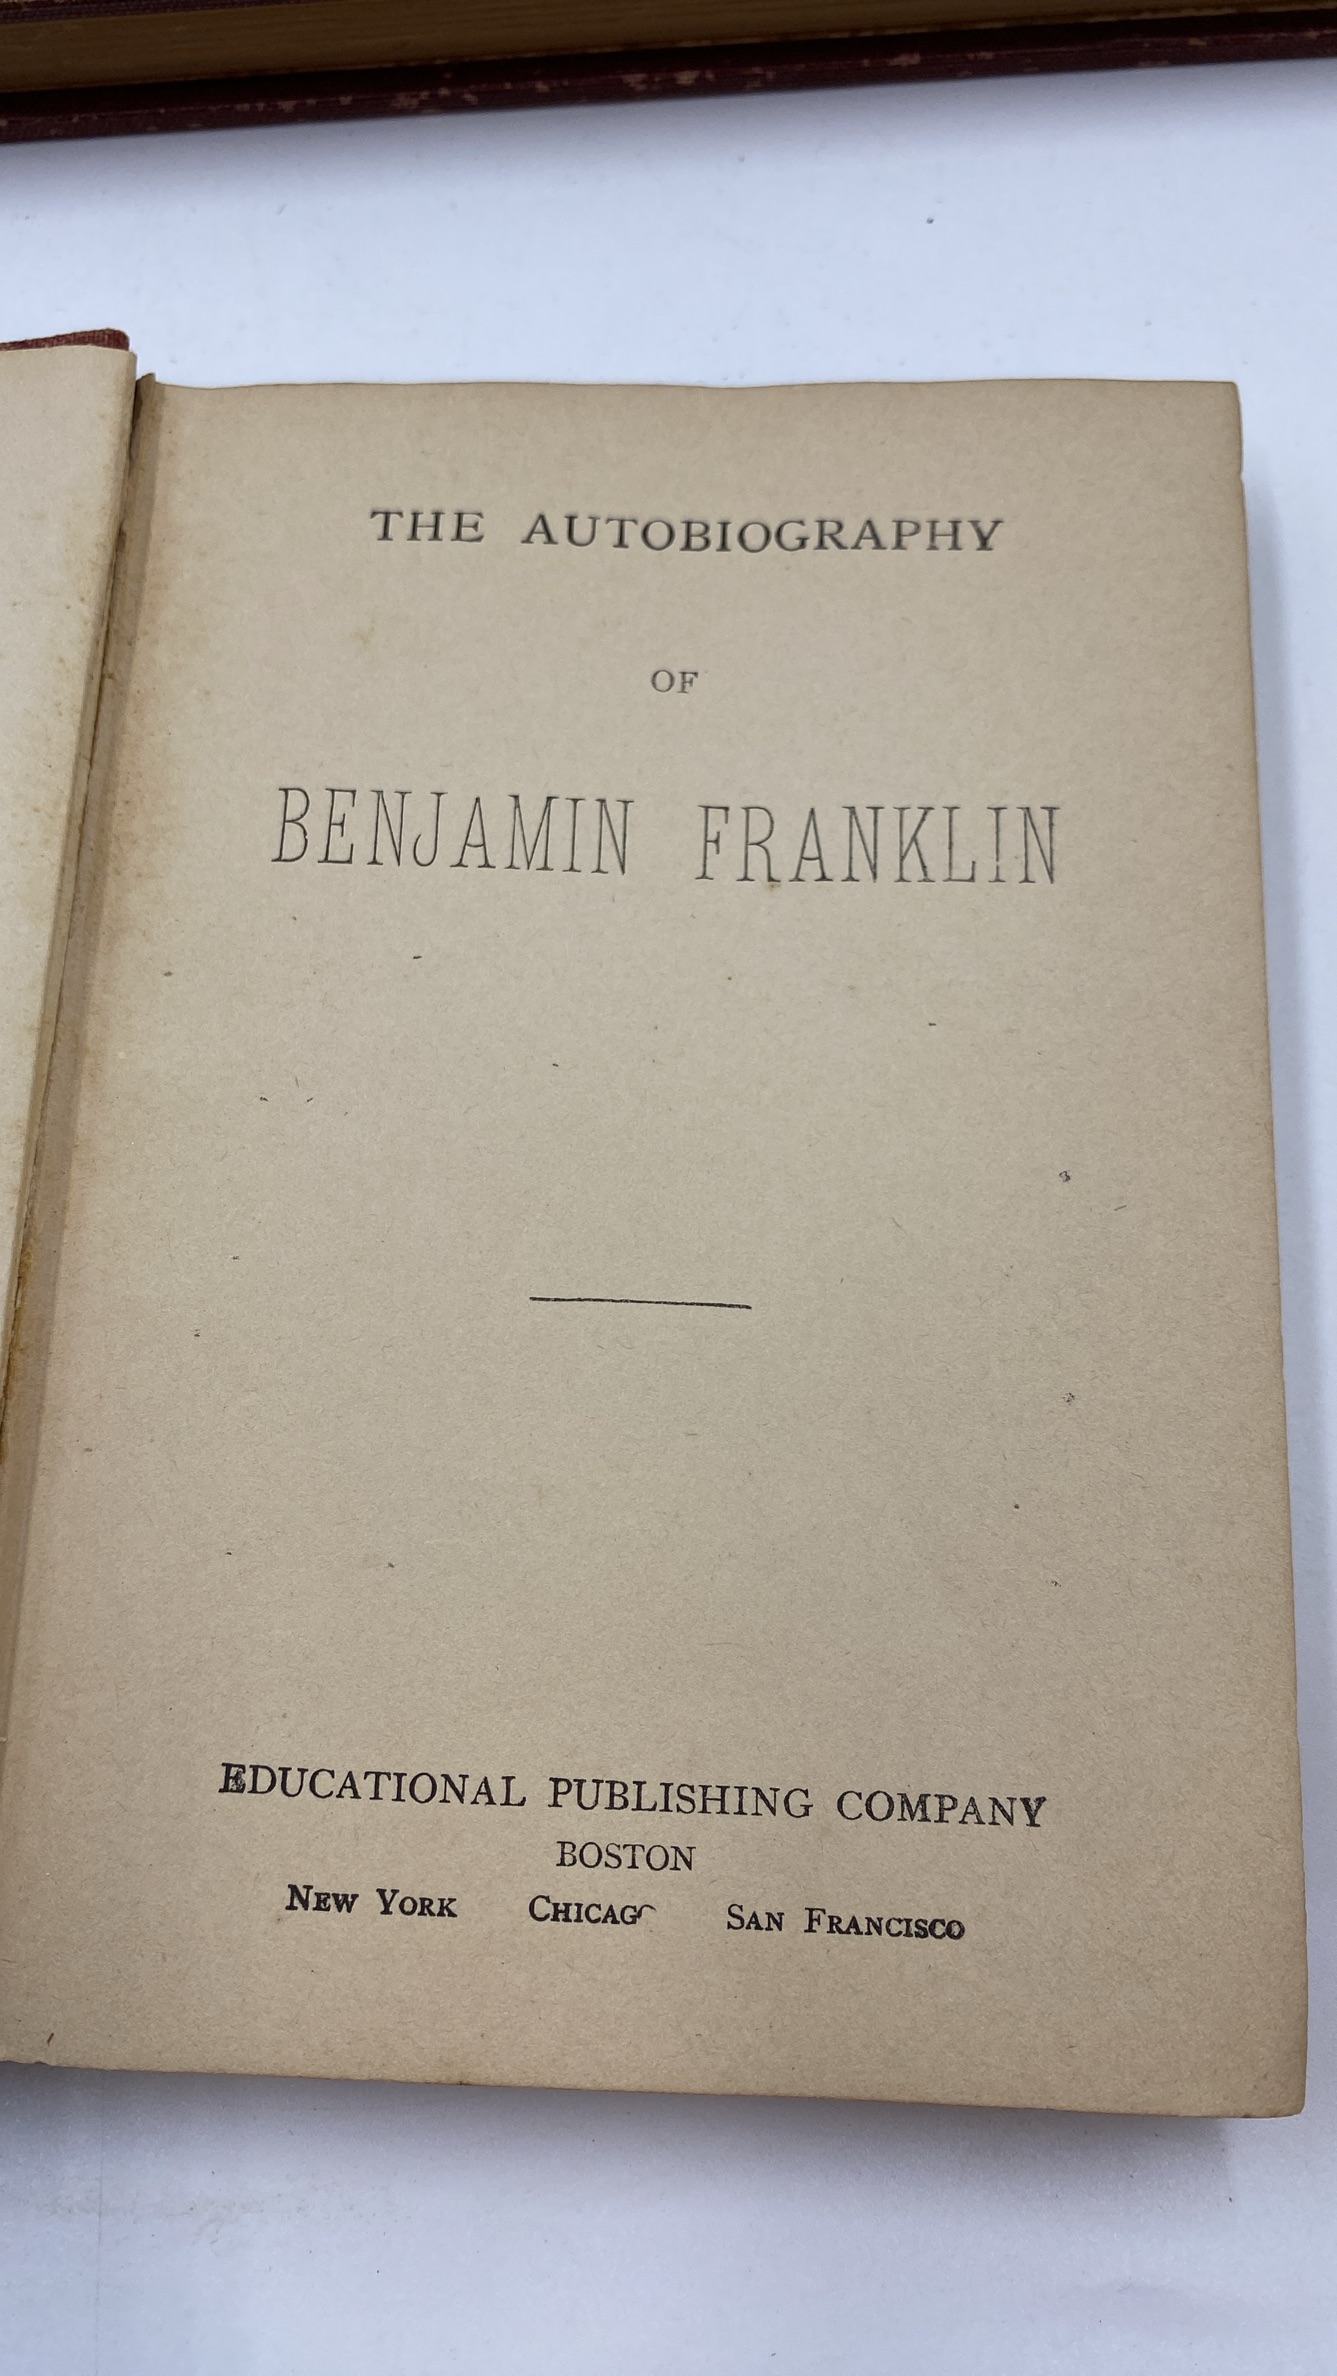 THE AUTOBIOGRAPHY
OF
BENJAMIN FRANKLIN
EDUCATIONAL PUBLISHING COMPANY
BOSTON
NEW YORK CHICAGO SAN FRANCISCO